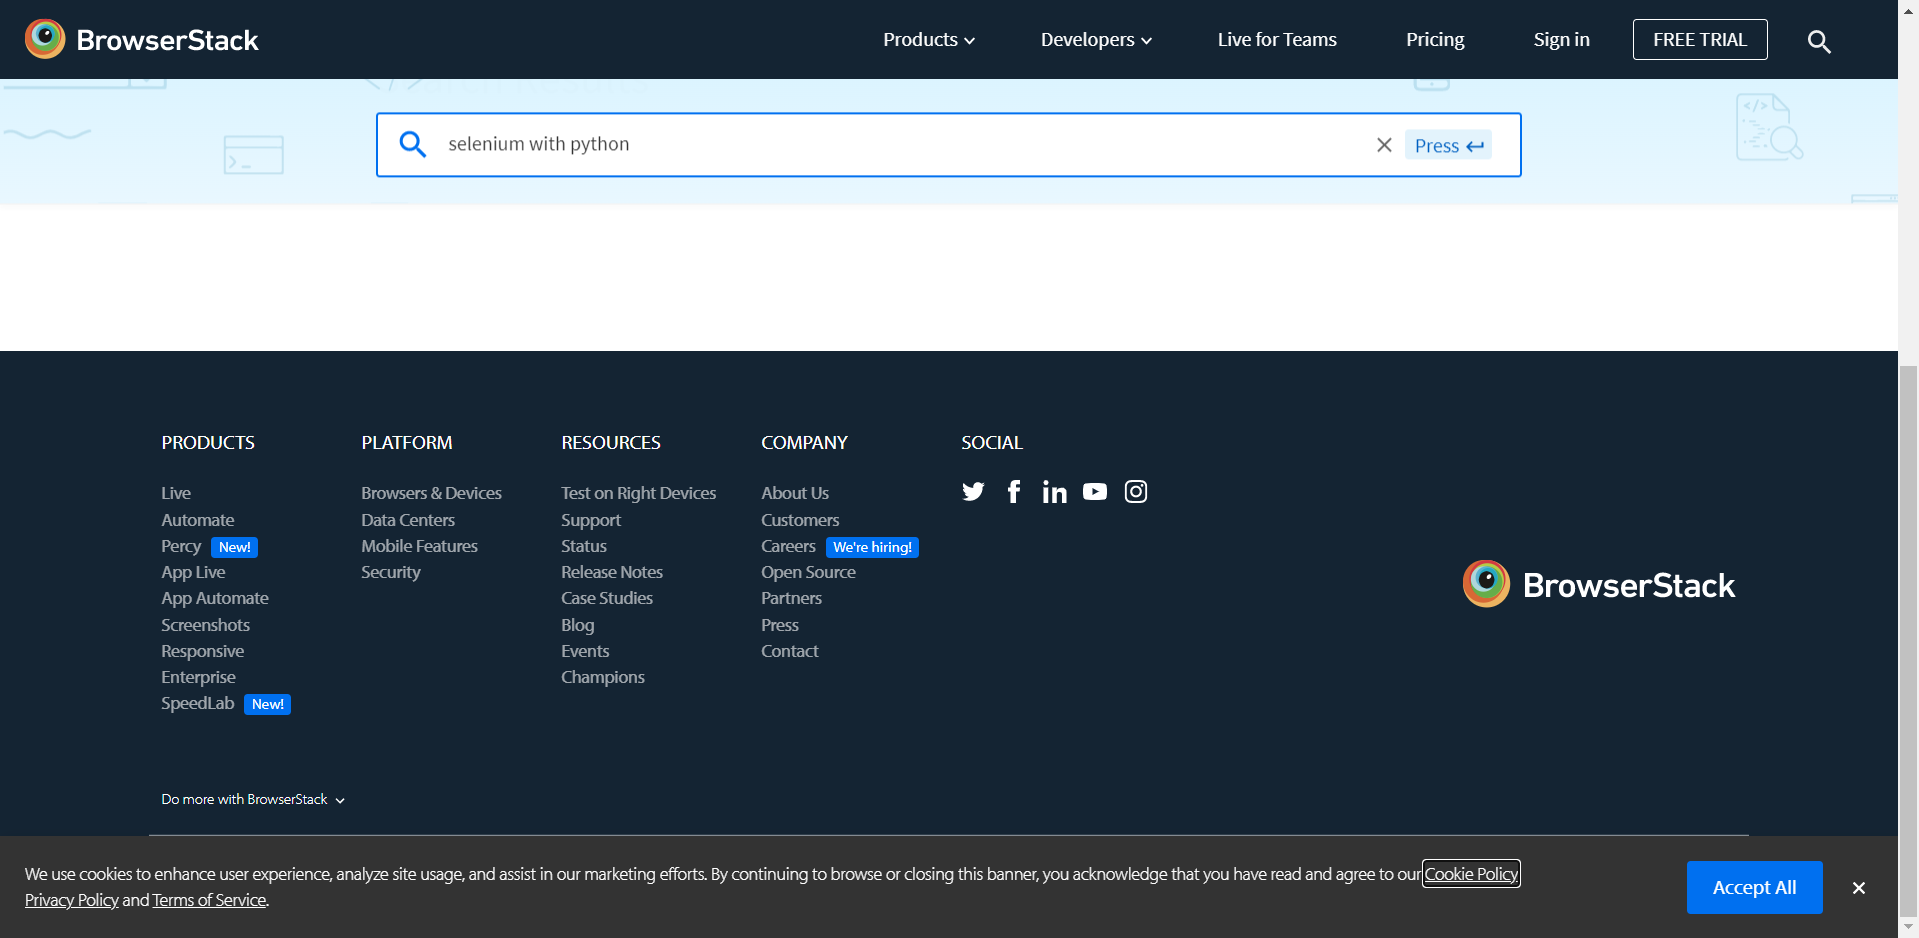 BrowserStack
Products
Developers
Live for Teams
Pricing
Sign in
FREE TRIAL
selenium with python
Press
PRODUCTS
Live
Automate
Percy New!
App Live
App Automate
Screenshots
Responsive
Enterprise
SpeedLab New!
PLATFORM
Browsers & Devices
Data Centers
Mobile Features
Security
RESOURCES
Test on Right Devices
Support
Status
Release Notes
Case Studies
Blog
Events
Champions
COMPANY
About Us
Customers
Careers We're hiring!
Open Source
Partners
Press
Contact
SOCIAL
BrowserStack
Do more with BrowserStack
We use cookies to enhance user experience, analyze site usage, and assist in our marketing efforts. By continuing to browse or closing this banner, you acknowledge that you have read and agree to our Cookie Policy
Privacy Policy and Terms of Service.
Accept All